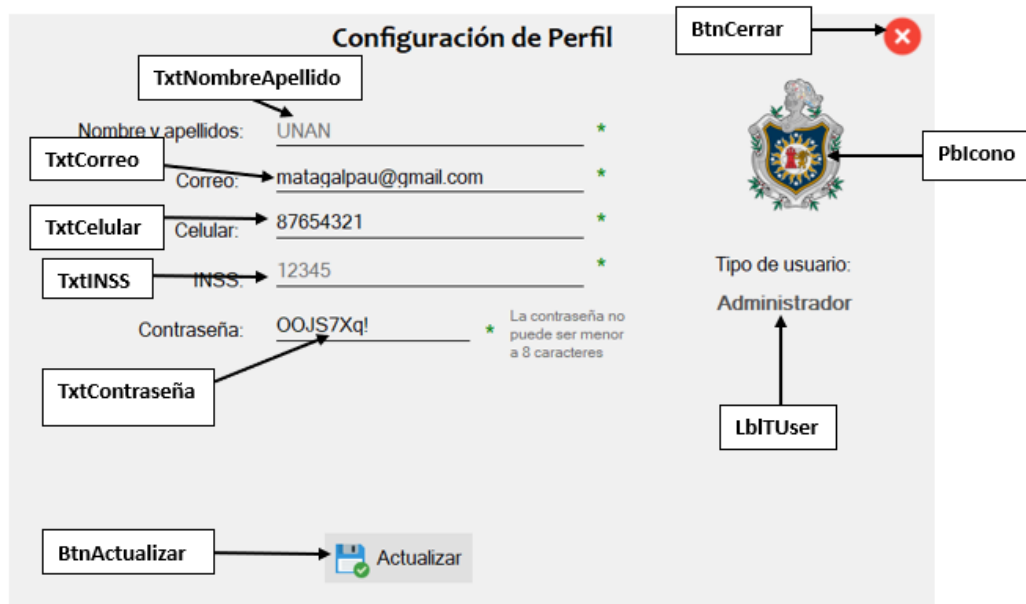 Configuración de Perfil
BtnCerrar
TxtNombreApellido
Nombre y apellidos:
UNAN
*
TxtCorreo
Correo:
matagalpau@gmail.com
*
PbIcono
TxtCelular
Celular:
87654321
*
TxtINSS
INSS:
12345
*
Tipo de usuario:
Administrador
Contraseña:
OOJS7Xq!
*
La contraseña no
puede ser menor
a 8 caracteres
TxtContraseña
LblTUser
BtnActualizar
Actualizar